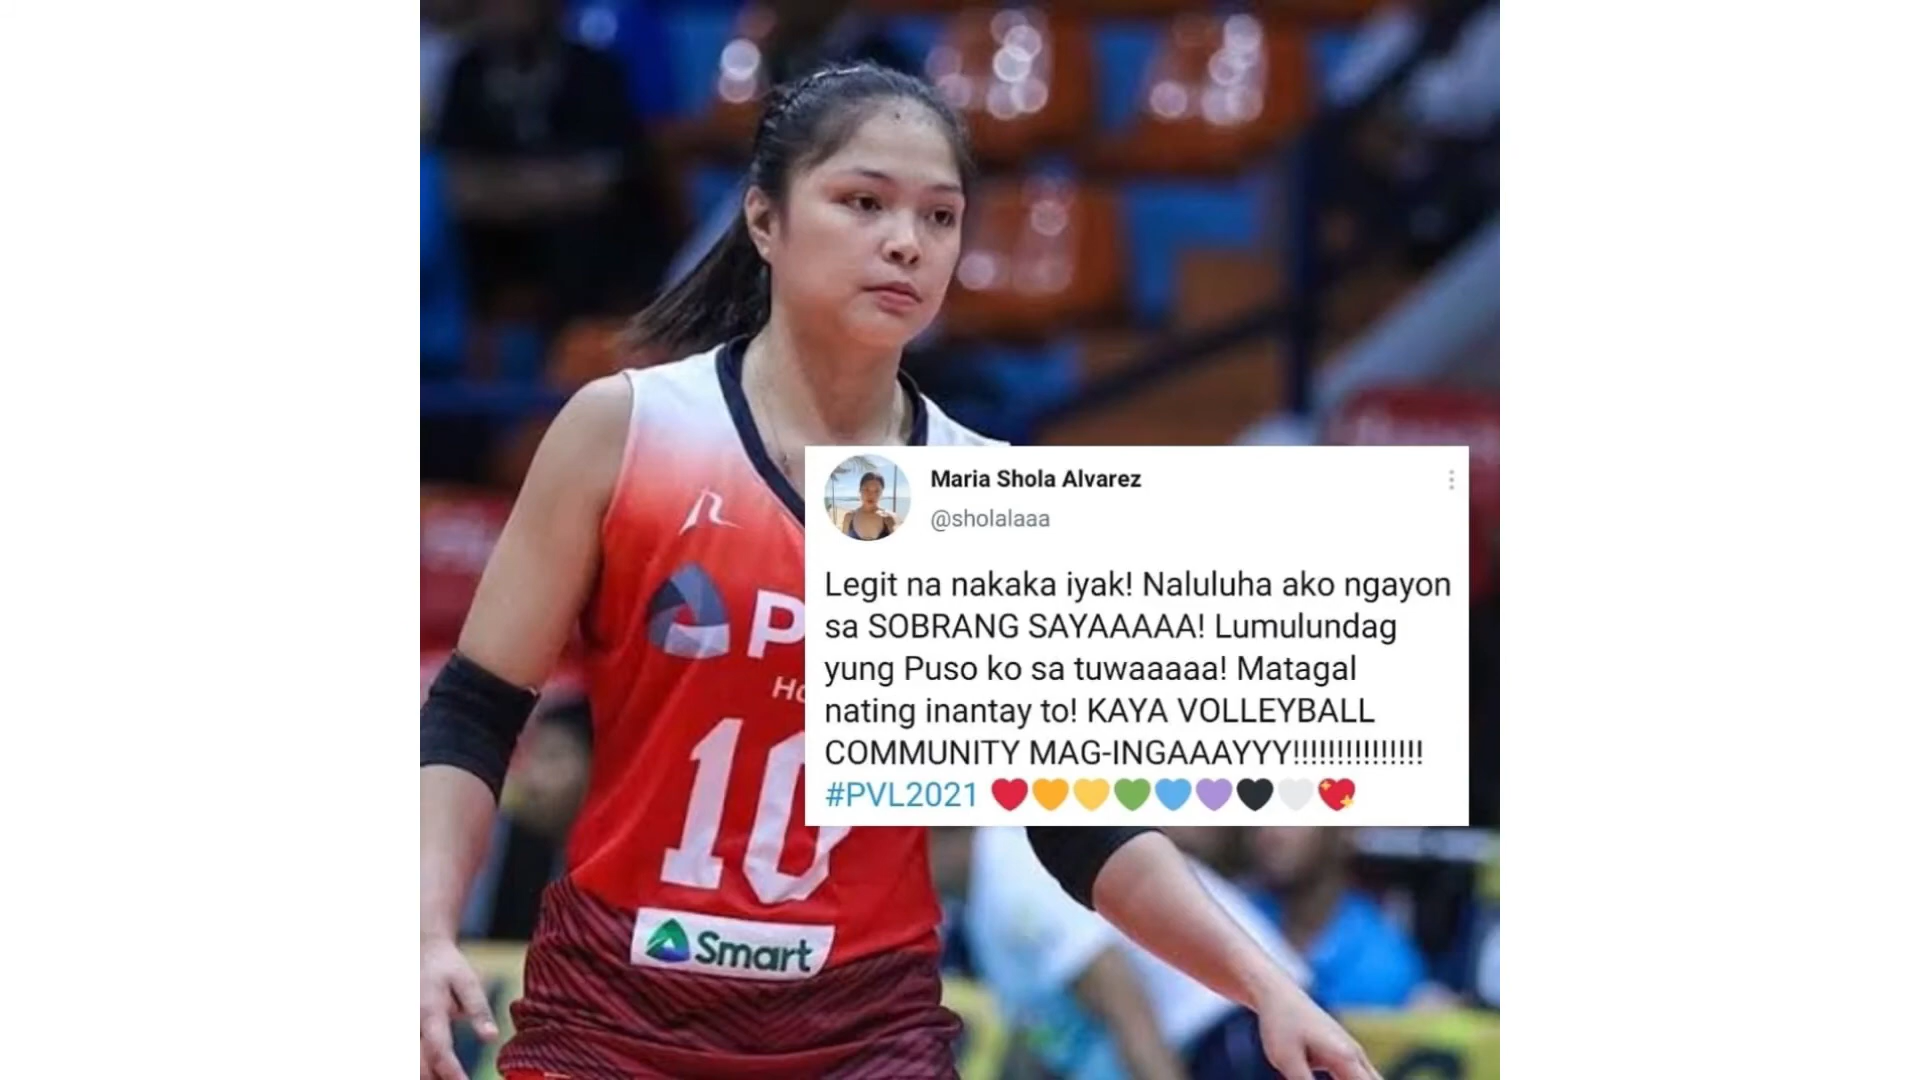 Maria Shola Alvarez
@sholalaaa
Legit na nakaka iyak! Naluluha ako ngayon
sa SOBRANG SAYAAAAA! Lumulundag
yung Puso ko sa tuwaaaaa! Matagal
nating inantay to! KAYA VOLLEYBALL
COMMUNITY MAG-INGAAAYYY!!!!!!!!!!!!!!!
#PVL2021 ❤️🧡💛💚💙💜🖤🤍💖
10
Smart